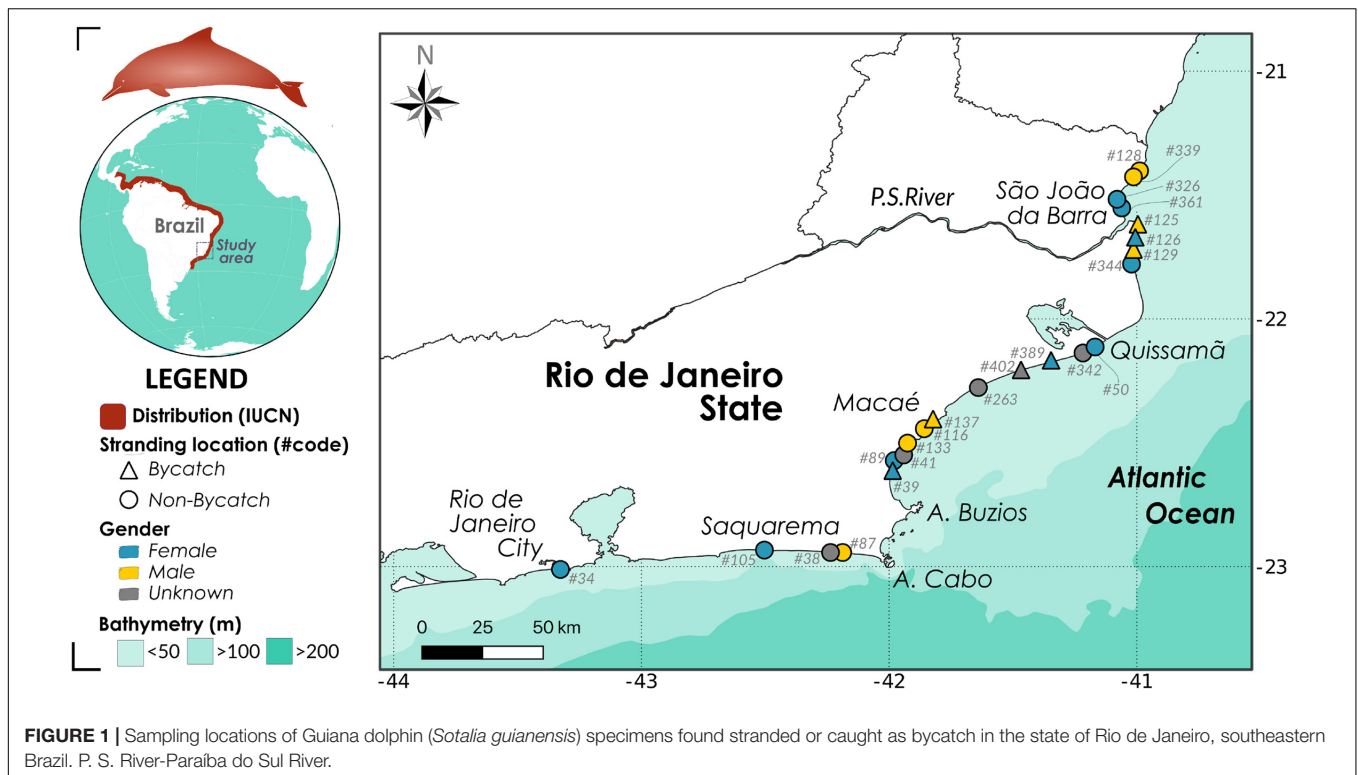 N
Brazil
Study
area
LEGEND
Distribution (IUCN)
Stranding location (#code)
Bycatch
Non-Bycatch
Gender
Female
Male
Unknown
Bathymetry (m)
<50 >100 >200
-21
-22
-23
-44 -43 -42 -41
#128 #339
São João
da Barra
#326
#361
P.S.River
#125
#126
#129
#344
Quissamã
#389
#402
#342
#50
#263
Rio de Janeiro
State
Macaé
#137
#116
#133
#89 #41
#39
Atlantic
Ocean
A. Buzios
Rio de
Janeiro
City
Saquarema
#87
#105 #38
#34
A. Cabo
0 25 50 km
FIGURE 1 | Sampling locations of Guiana dolphin (Sotalia guianensis) specimens found stranded or caught as bycatch in the state of Rio de Janeiro, southeastern
Brazil. P. S. River-Paraíba do Sul River.